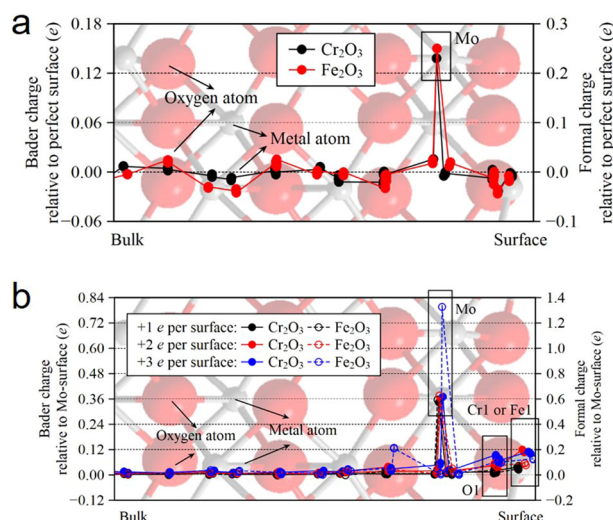 a
Bader charge
relative to perfect surface (e)
0.18
0.12
0.06
0.00
−0.06
Cr₂O₃
Fe₂O₃
Mo
Oxygen atom
Metal atom
0.3
0.2
0.1
0.0
−0.1
Formal charge
relative to perfect surface (e)
Bulk
Surface
b
Bader charge
relative to Mo-surface (e)
0.84
0.72
0.60
0.48
0.36
0.24
0.12
0.00
−0.12
+1 e per surface: Cr₂O₃ Fe₂O₃
+2 e per surface: Cr₂O₃ Fe₂O₃
+3 e per surface: Cr₂O₃ Fe₂O₃
Mo
Cr1 or Fe1
Oxygen atom
Metal atom
O1
1.4
1.2
1.0
0.8
0.6
0.4
0.2
0.0
−0.2
Formal charge
relative to Mo-surface (e)
Bulk
Surface